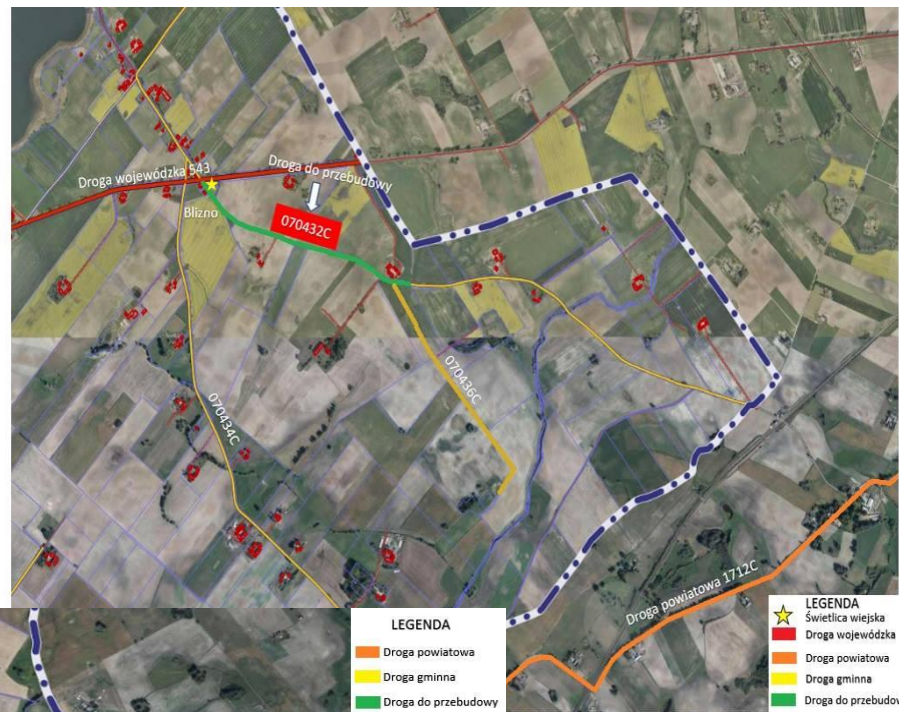 Droga wojewódzka 543
Droga do przebudowy
070432C
Blizno
070436C
070434C
Droga powiatowa 1712C
LEGENDA
Droga powiatowa
Droga gminna
Droga do przebudowy
LEGENDA
Świetlica wiejska
Droga wojewódzka
Droga powiatowa
Droga gminna
Droga do przebudov